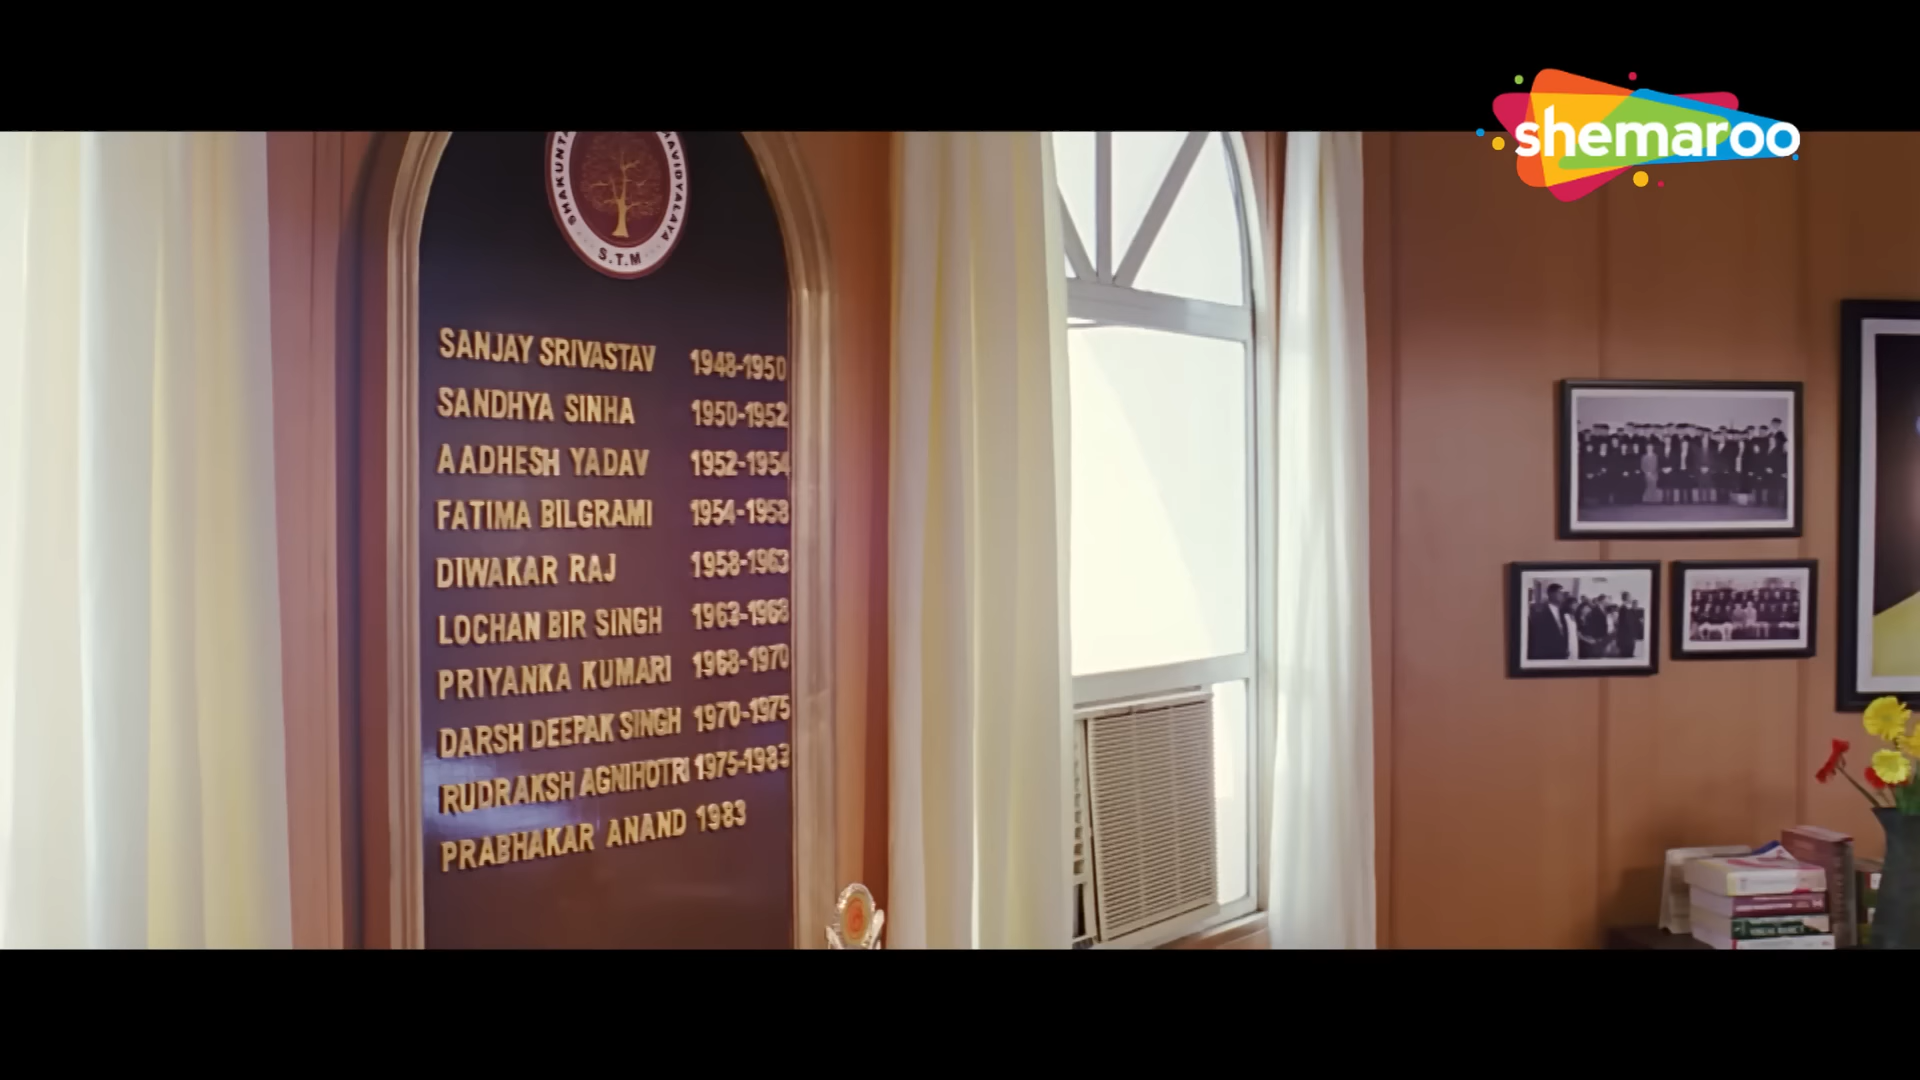 shemaroo
S.T.M
SANJAY SRIVASTAV 1948-1950
SANDHYA SINHA 1950-1952
AADHESH YADAV 1952-1954
FATIMA BILGRAMI 1954-1958
DIWAKAR RAJ 1958-1963
LOCHAN BIR SINGH 1963-1968
PRIYANKA KUMARI 1968-1970
DARSH DEEPAK SINGH 1970-1975
RUDRAKSH AGNIHOTRI 1975-1983
PRABHAKAR ANAND 1983